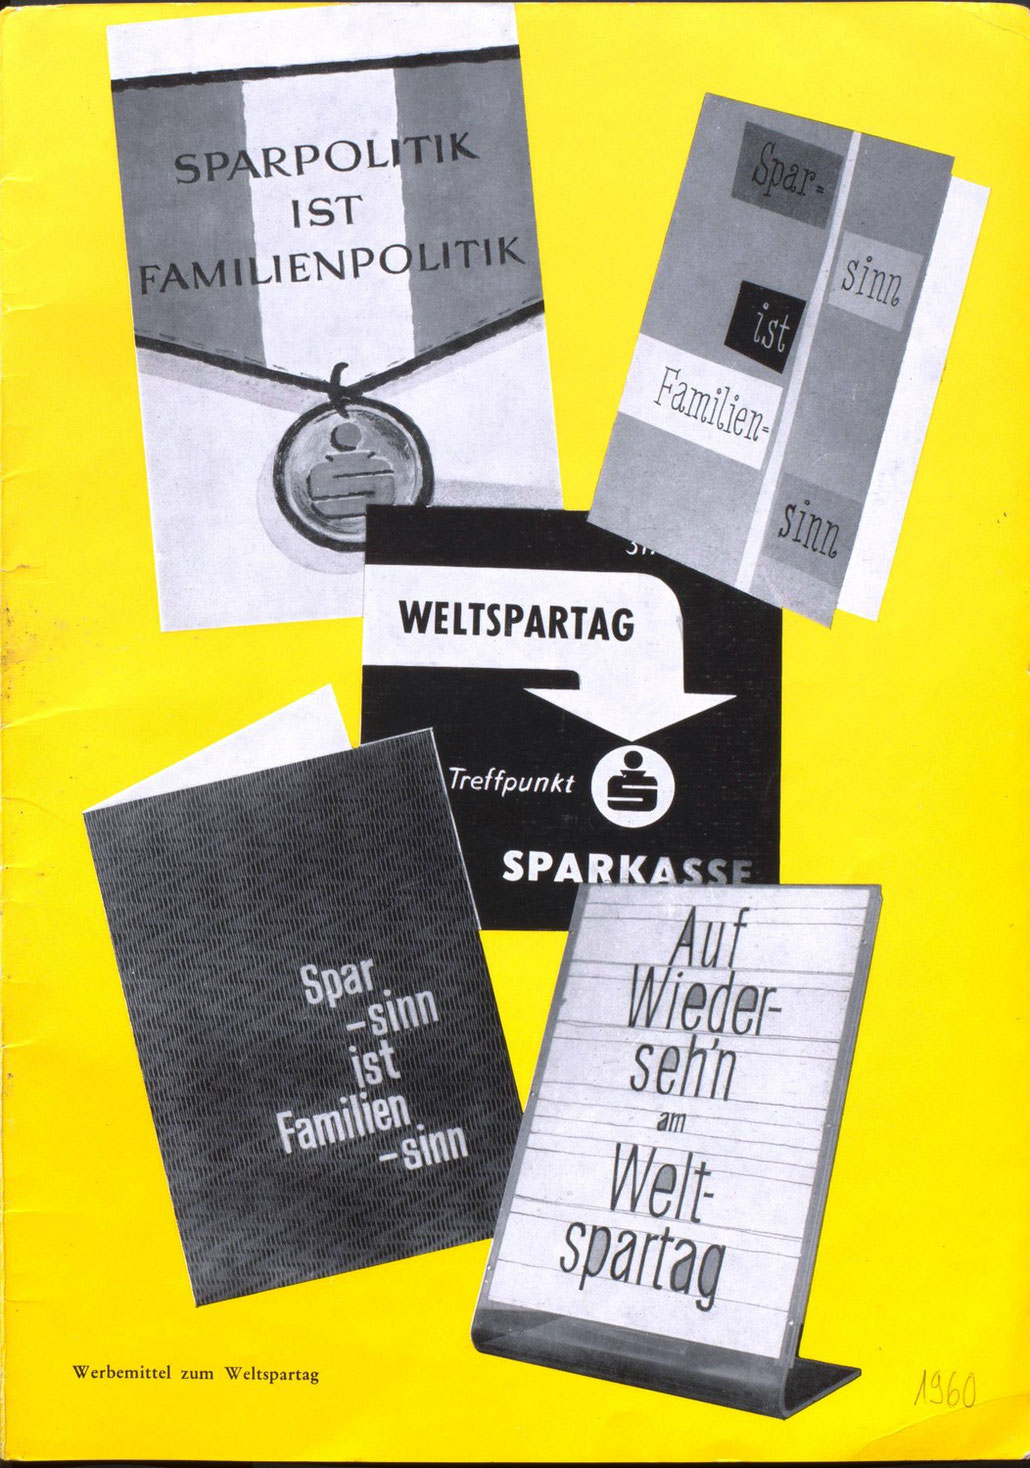 SPARPOLITIK
IST
FAMILIENPOLITIK
Spar=
sinn
ist
Familien=
sinn
WELTSPARTAG
Treffpunkt
SPARKASSE
Spar
-sinn
ist
Familien
-sinn
Auf
Wieder-
seh'n
am
Welt-
spartag
Werbemittel zum Weltspartag
1960